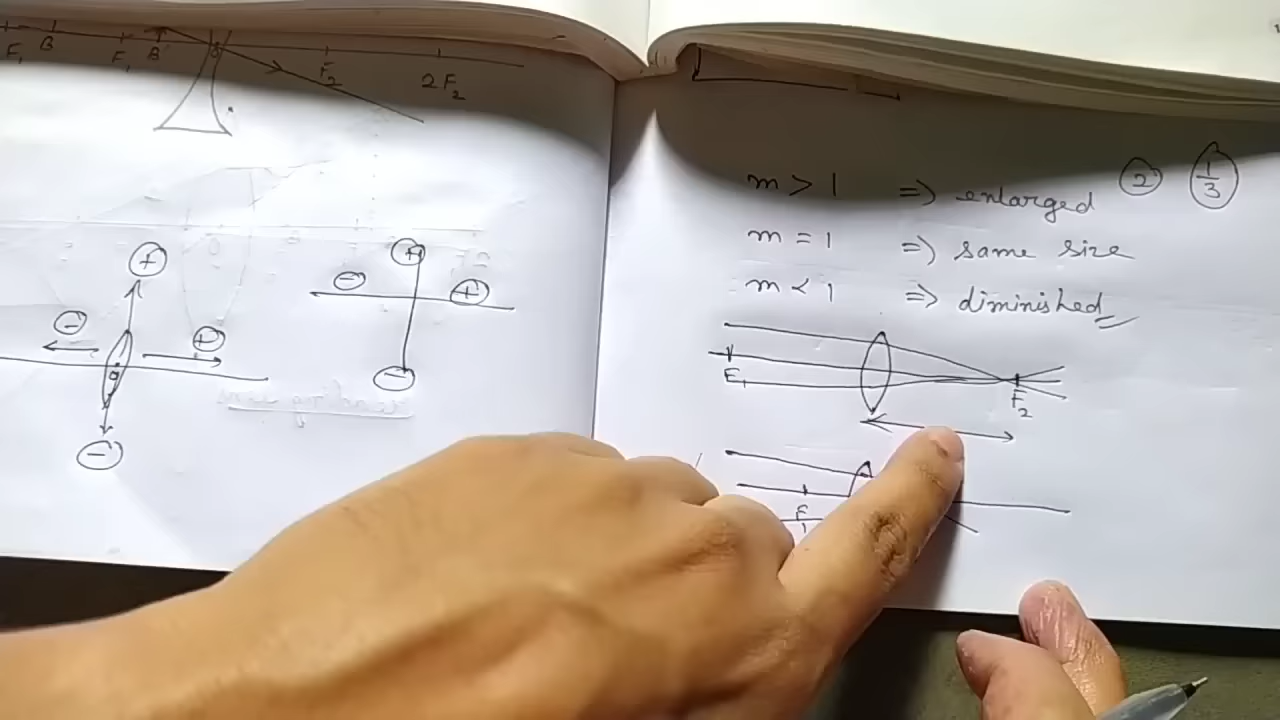 F₁ B F₁ B' O F₂ 2F₂
(+)
(-) (+)
(-)
(+)
(-) (+)
(-)
m > 1 => enlarged (2) (1/3)
m = 1 => same size
m < 1 => diminished
F₁ F₂
F₁